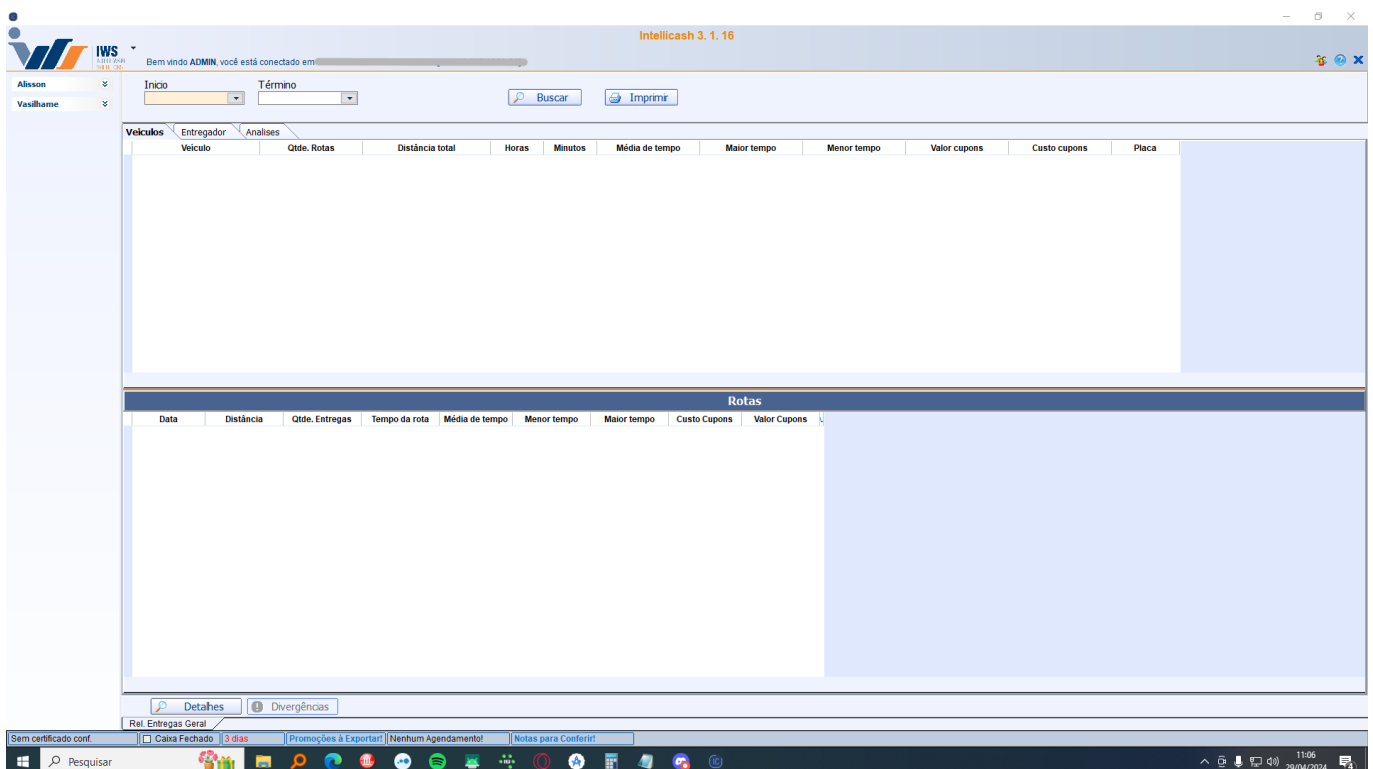 Intellicash 3. 1. 16
IWS
Bem vindo ADMIN, você está conectado em
Alisson
Vasilhame
Inicio Término
Buscar Imprimir
Veiculos Entregador Analises
Veículo Qtde. Rotas Distância total Horas Minutos Média de tempo Maior tempo Menor tempo Valor cupons Custo cupons Placa
Rotas
Data Distância Qtde. Entregas Tempo da rota Média de tempo Menor tempo Maior tempo Custo Cupons Valor Cupons
Detalhes Divergências
Rel. Entregas Geral
Sem certificado conf. Caixa Fechado 3 dias Promoções à Exportar! Nenhum Agendamento! Notas para Conferir!
Pesquisar 11:06
29/04/2024